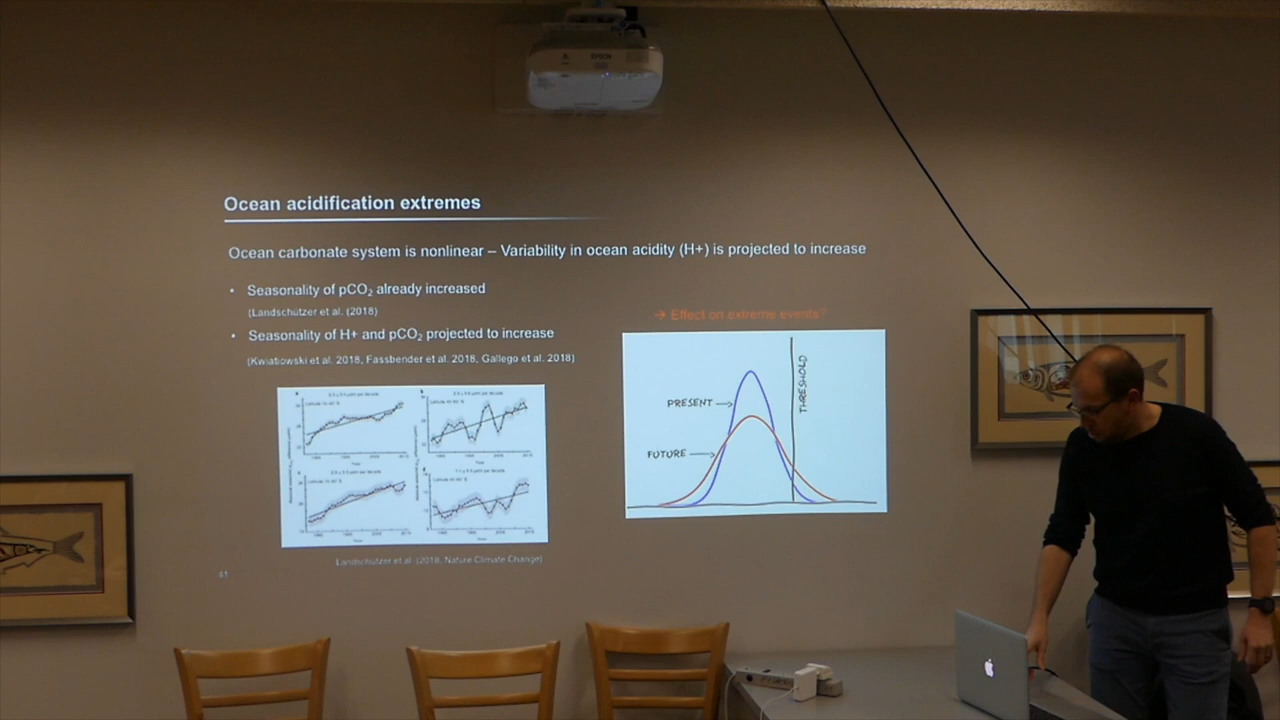 EPSON
Ocean acidification extremes
Ocean carbonate system is nonlinear – Variability in ocean acidity (H+) is projected to increase
• Seasonality of pCO₂ already increased
(Landschützer et al. (2018)
• Seasonality of H+ and pCO₂ projected to increase
(Kwiatowski et al. 2018, Fassbender et al. 2018, Gallego et al. 2018)
→ Effect on extreme events?
PRESENT
FUTURE
THRESHOLD
Landschützer et al. (2018, Nature Climate Change)
41